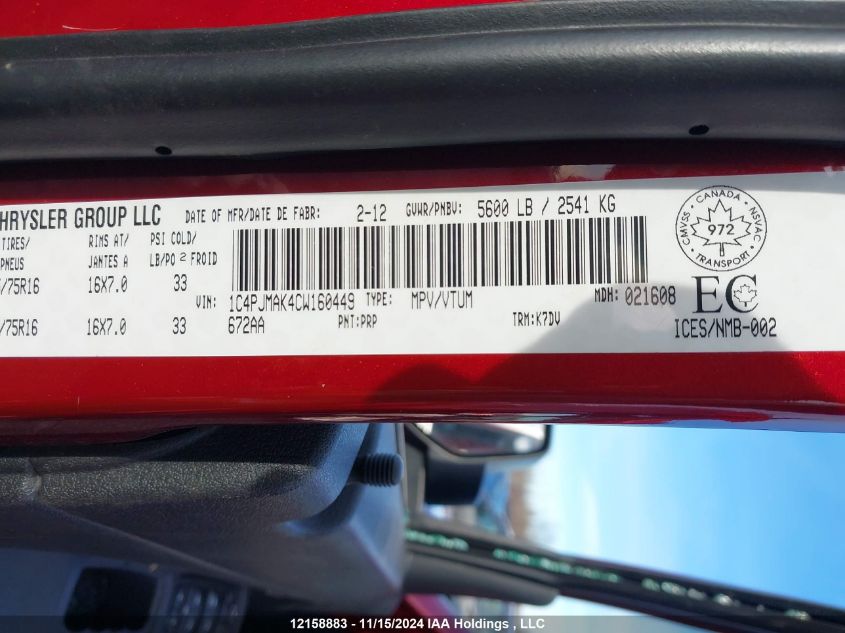 HRYSLER GROUP LLC DATE OF MFR/DATE DE FABR: 2-12 GVWR/PNBV: 5600 LB / 2541 KG
TIRES/ RIMS AT/ PSI COLD/
PNEUS JANTES A LB/PO 2 FROID
/75R16 16X7.0 33
VIN: 1C4PJMAK4CW160449 TYPE: MPV/VTUM MDH: 021608
/75R16 16X7.0 33 672AA PNT:PRP TRM:K7DV
CMVSS · CANADA · NSVAC
972
TRANSPORT
EC
ICES/NMB-002
12158883 - 11/15/2024 IAA Holdings, Inc.